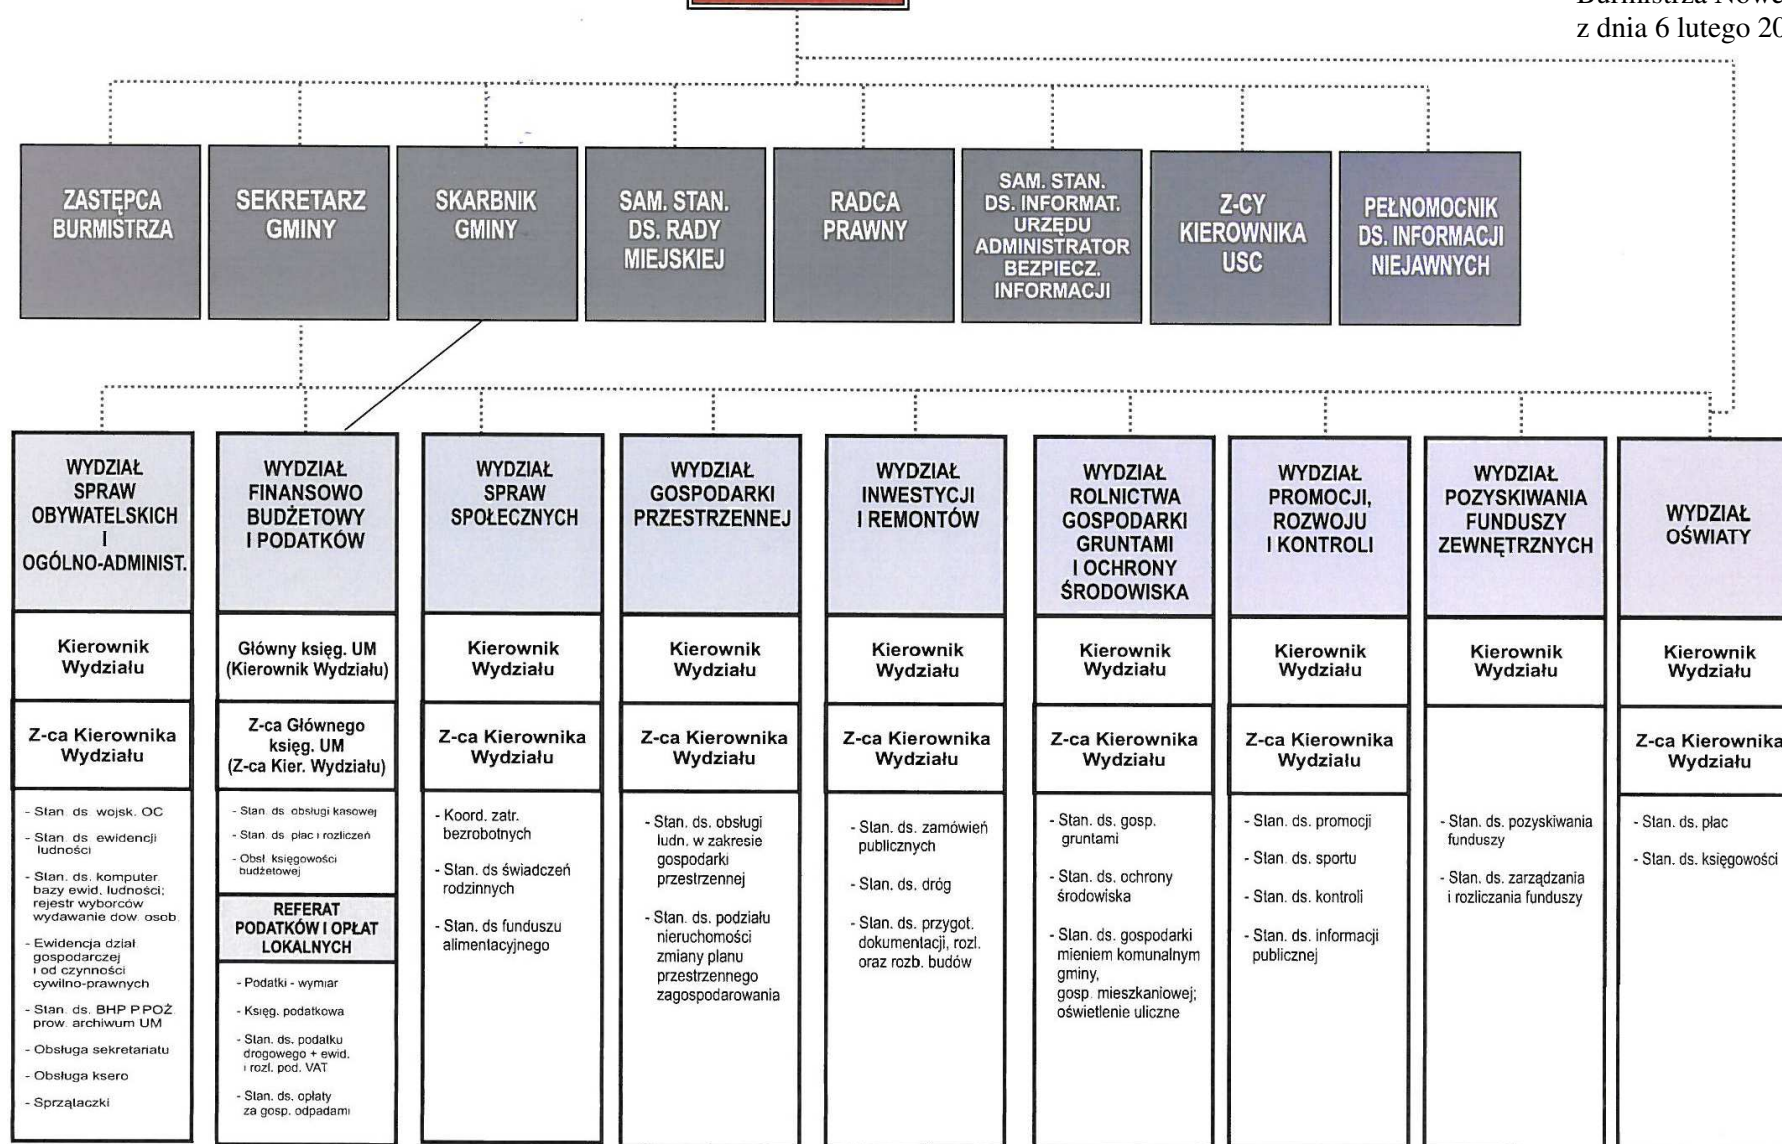 z dnia 6 lutego 20
ZASTĘPCA
BURMISTRZA
SEKRETARZ
GMINY
SKARBNIK
GMINY
SAM. STAN.
DS. RADY
MIEJSKIEJ
RADCA
PRAWNY
SAM. STAN.
DS. INFORMAT.
URZĘDU
ADMINISTRATOR
BEZPIECZ.
INFORMACJI
Z-CY
KIEROWNIKA
USC
PEŁNOMOCNIK
DS. INFORMACJI
NIEJAWNYCH
WYDZIAŁ
SPRAW
OBYWATELSKICH
I
OGÓLNO-ADMINIST.
Kierownik
Wydziału
Z-ca Kierownika
Wydziału
- Stan. ds. wojsk. OC
- Stan. ds. ewidencji
ludności
- Stan. ds. komputer.
bazy ewid. ludności;
rejestr wyborców
wydawanie dow. osob.
- Ewidencja dział.
gospodarczej
i od czynności
cywilno-prawnych
- Stan. ds. BHP P.POŻ
prow. archiwum UM
- Obsługa sekretariatu
- Obsługa ksero
- Sprzątaczki
WYDZIAŁ
FINANSOWO
BUDŻETOWY
I PODATKÓW
Główny księg. UM
(Kierownik Wydziału)
Z-ca Głównego
księg. UM
(Z-ca Kier. Wydziału)
- Stan. ds. obsługi kasowej
- Stan. ds. płac i rozliczeń
- Obsł. księgowości
budżetowej
REFERAT
PODATKÓW I OPŁAT
LOKALNYCH
- Podatki - wymiar
- Księg. podatkowa
- Stan. ds. podatku
drogowego + ewid.
i rozl. pod. VAT
- Stan. ds. opłaty
za gosp. odpadami
WYDZIAŁ
SPRAW
SPOŁECZNYCH
Kierownik
Wydziału
Z-ca Kierownika
Wydziału
- Koord. zatr.
bezrobotnych
- Stan. ds świadczeń
rodzinnych
- Stan. ds funduszu
alimentacyjnego
WYDZIAŁ
GOSPODARKI
PRZESTRZENNEJ
Kierownik
Wydziału
Z-ca Kierownika
Wydziału
- Stan. ds. obsługi
ludn. w zakresie
gospodarki
przestrzennej
- Stan. ds. podziału
nieruchomości
zmiany planu
przestrzennego
zagospodarowania
WYDZIAŁ
INWESTYCJI
I REMONTÓW
Kierownik
Wydziału
Z-ca Kierownika
Wydziału
- Stan. ds. zamówień
publicznych
- Stan. ds. dróg
- Stan. ds. przygot.
dokumentacji, rozl.
oraz rozb. budów
WYDZIAŁ
ROLNICTWA
GOSPODARKI
GRUNTAMI
I OCHRONY
ŚRODOWISKA
Kierownik
Wydziału
Z-ca Kierownika
Wydziału
- Stan. ds. gosp.
gruntami
- Stan. ds. ochrony
środowiska
- Stan. ds. gospodarki
mieniem komunalnym
gminy,
gosp. mieszkaniowej;
oświetlenie uliczne
WYDZIAŁ
PROMOCJI,
ROZWOJU
I KONTROLI
Kierownik
Wydziału
Z-ca Kierownika
Wydziału
- Stan. ds. promocji
- Stan. ds. sportu
- Stan. ds. kontroli
- Stan. ds. informacji
publicznej
WYDZIAŁ
POZYSKIWANIA
FUNDUSZY
ZEWNĘTRZNYCH
Kierownik
Wydziału
- Stan. ds. pozyskiwania
funduszy
- Stan. ds. zarządzania
i rozliczania funduszy
WYDZIAŁ
OŚWIATY
Kierownik
Wydziału
Z-ca Kierownika
Wydziału
- Stan. ds. płac
- Stan. ds. księgowości